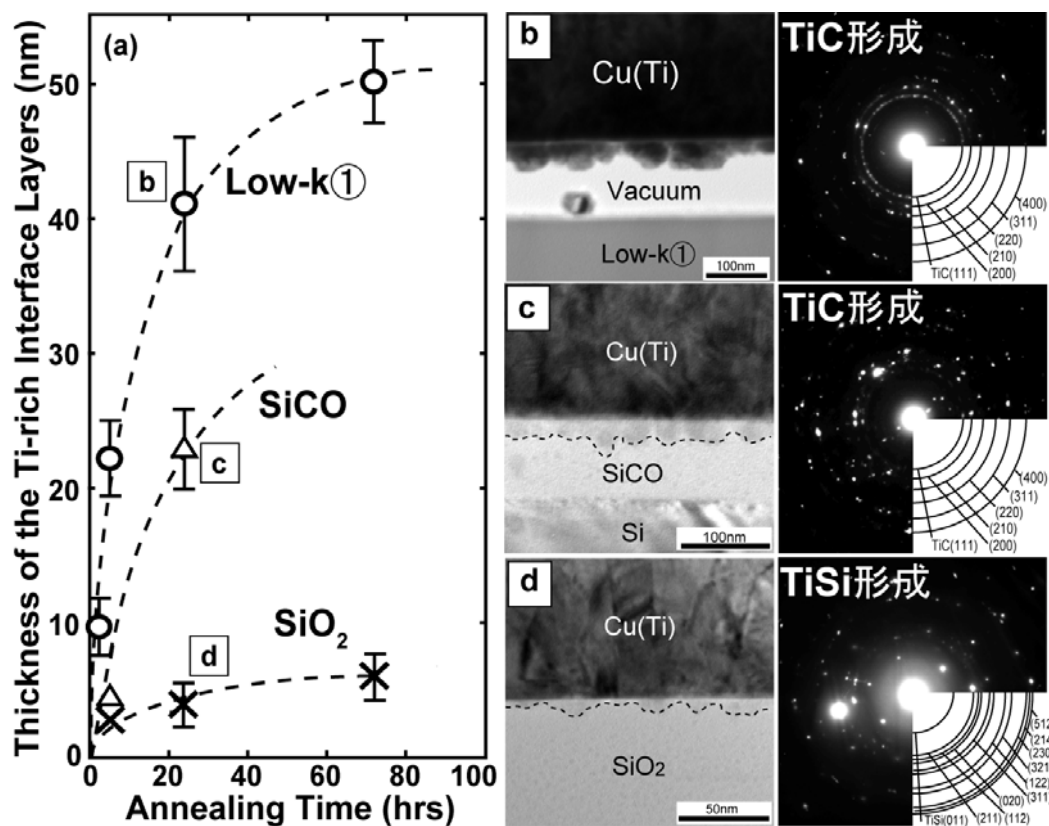 (a)
Thickness of the Ti-rich Interface Layers (nm)
50
40
30
20
10
0
0 20 40 60 80 100
Annealing Time (hrs)
b
Low-k①
SiCO
c
SiO₂
d
b
Cu(Ti)
Vacuum
Low-k①
100nm
TiC形成
(400)
(311)
(220)
(210)
(200)
TiC(111)
c
Cu(Ti)
SiCO
Si
100nm
TiC形成
(400)
(311)
(220)
(210)
(200)
TiC(111)
d
Cu(Ti)
SiO₂
50nm
TiSi形成
(512
(214
(230
(321
(122)
(311)
(020)
(211) (112)
TiSi(011)